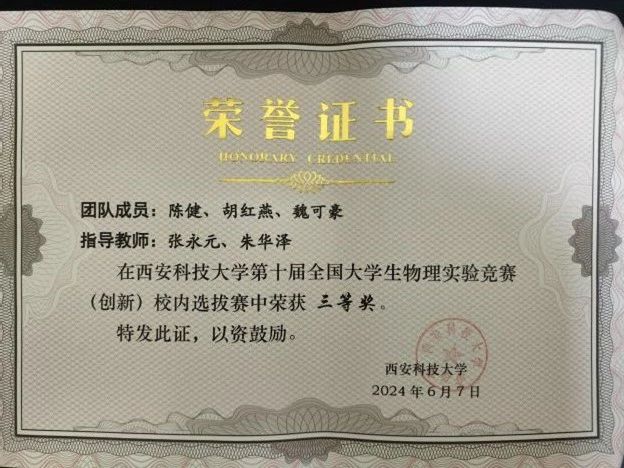 荣誉证书
HONORARY CREDENTIAL
团队成员：陈健、胡红燕、魏可豪
指导教师：张永元、朱华泽
在西安科技大学第十届全国大学生物理实验竞赛
（创新）校内选拔赛中荣获 三等奖。
特发此证，以资鼓励。
西安科技大学
2024年6月7日